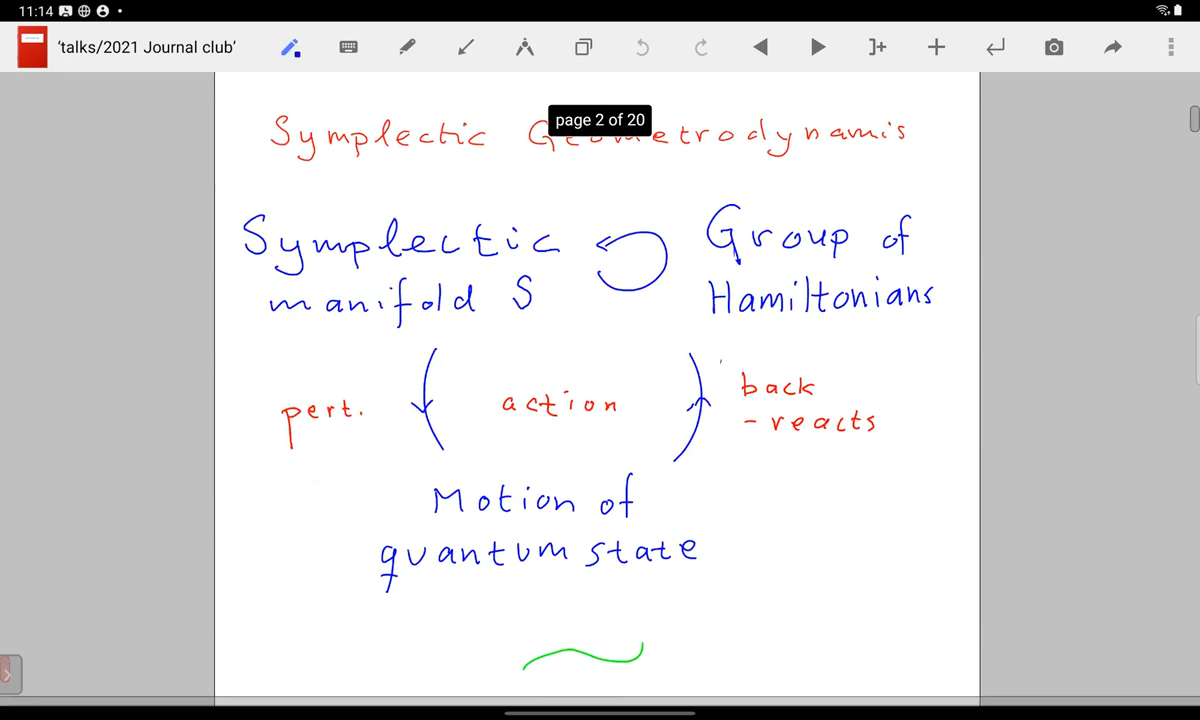 11:14
'talks/2021 Journal club'
page 2 of 20
Symplectic Geometrodynamis
Symplectic
manifold S
Group of
Hamiltonians
pert.
action
back
- reacts
Motion of
quantum state